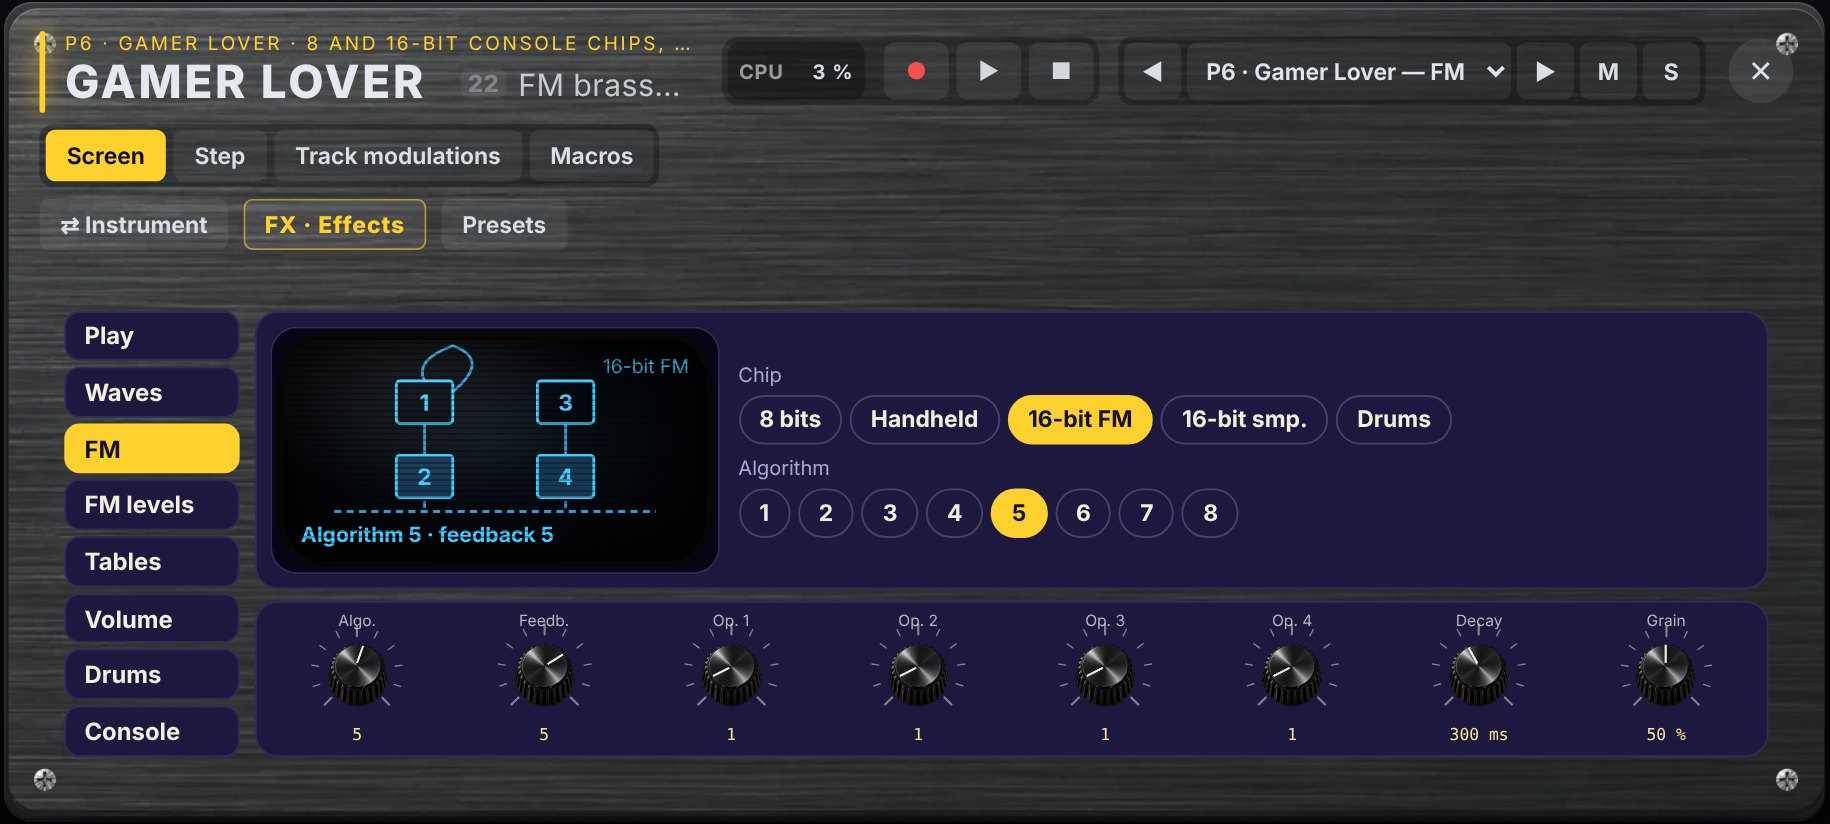 P6 · GAMER LOVER · 8 AND 16-BIT CONSOLE CHIPS, ...
GAMER LOVER 22 FM brass...
CPU 3 % P6 · Gamer Lover — FM M S
Screen Step Track modulations Macros
⇄ Instrument FX · Effects Presets
Play
Waves
FM
FM levels
Tables
Volume
Drums
Console
16-bit FM
1 3
2 4
Algorithm 5 · feedback 5
Chip
8 bits Handheld 16-bit FM 16-bit smp. Drums
Algorithm
1 2 3 4 5 6 7 8
Algo. Feedb. Op. 1 Op. 2 Op. 3 Op. 4 Decay Grain
5 5 1 1 1 1 300 ms 50 %